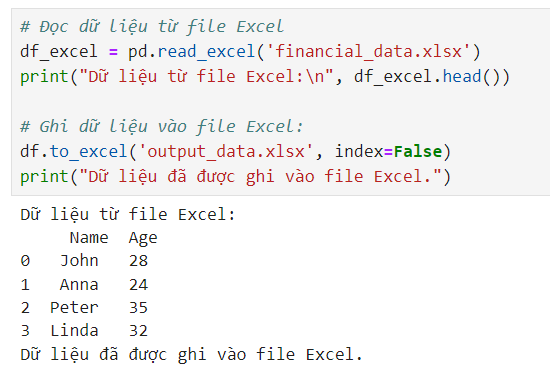 # Đọc dữ liệu từ file Excel
df_excel = pd.read_excel('financial_data.xlsx')
print("Dữ liệu từ file Excel:\n", df_excel.head())
# Ghi dữ liệu vào file Excel:
df.to_excel('output_data.xlsx', index=False)
print("Dữ liệu đã được ghi vào file Excel.")
Dữ liệu từ file Excel:
    Name  Age
0   John   28
1   Anna   24
2  Peter   35
3  Linda   32
Dữ liệu đã được ghi vào file Excel.